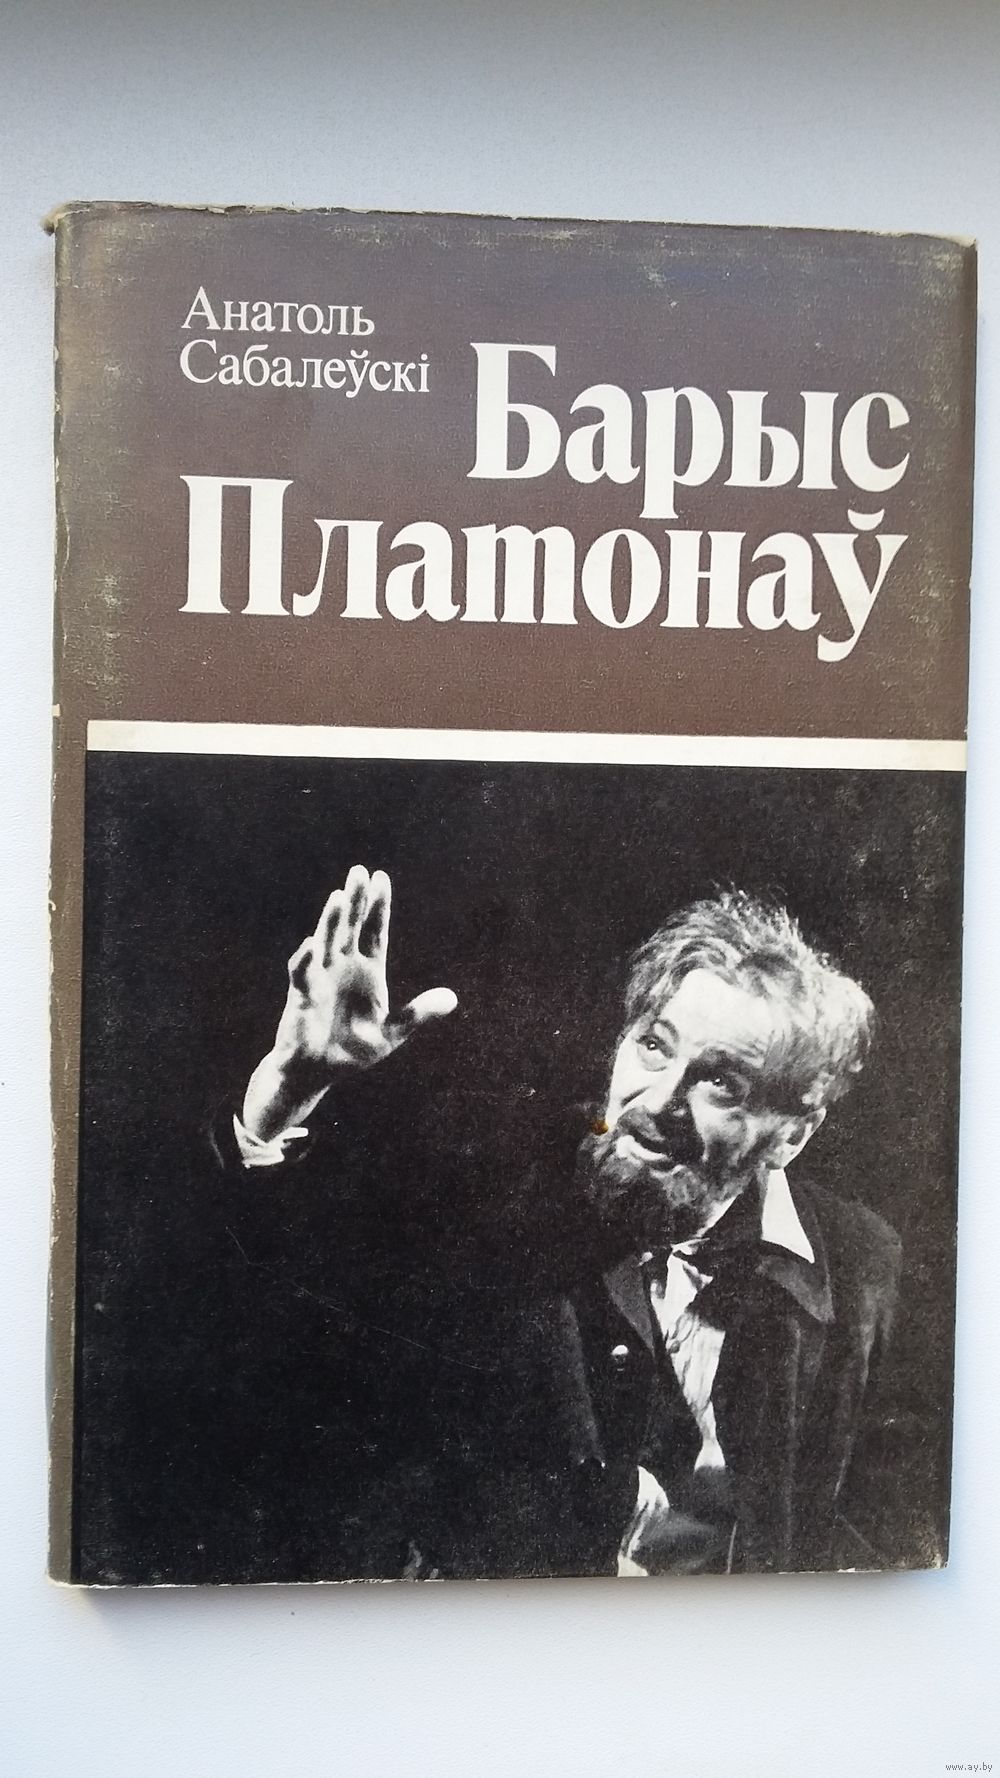 Анатоль
Сабалеўскі
Барыс
Платонаў
www.ay.by